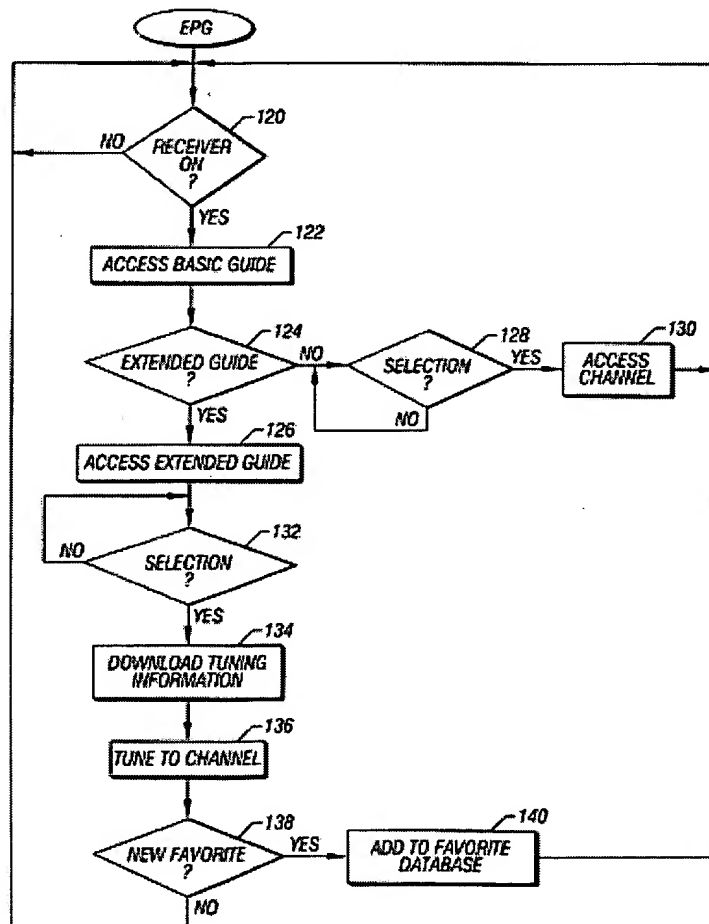 EPG
120
NO
RECEIVER
ON
?
YES
122
ACCESS BASIC GUIDE
124
EXTENDED GUIDE
?
NO
128
SELECTION
?
YES
130
ACCESS
CHANNEL
NO
YES
126
ACCESS EXTENDED GUIDE
132
NO
SELECTION
?
YES
134
DOWNLOAD TUNING
INFORMATION
136
TUNE TO CHANNEL
138
NEW FAVORITE
?
YES
140
ADD TO FAVORITE
DATABASE
NO